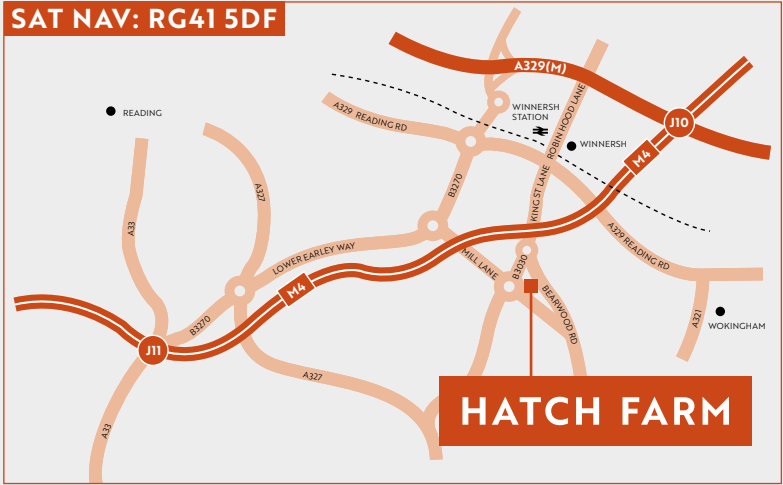 SAT NAV: RG41 5DF
A329(M)
READING
A329 READING RD
WINNERSH
STATION
ROBIN HOOD LANE
WINNERSH
J10
M4
A33
A327
B3270
KING ST LANE
A329 READING RD
LOWER EARLEY WAY
MILL LANE
B3030
M4
BEARWOOD RD
B3270
A321
WOKINGHAM
J11
A327
A33
HATCH FARM